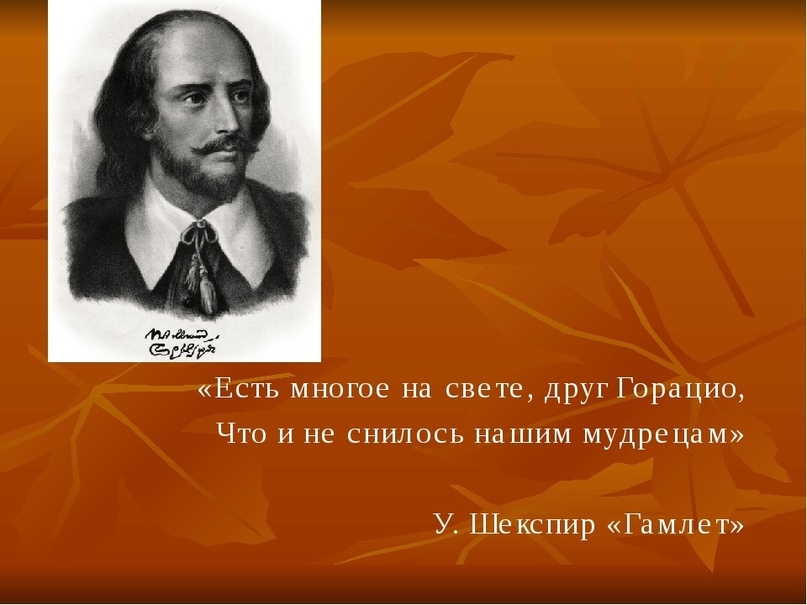 «Есть многое на свете, друг Горацио,
Что и не снилось нашим мудрецам»
У. Шекспир «Гамлет»